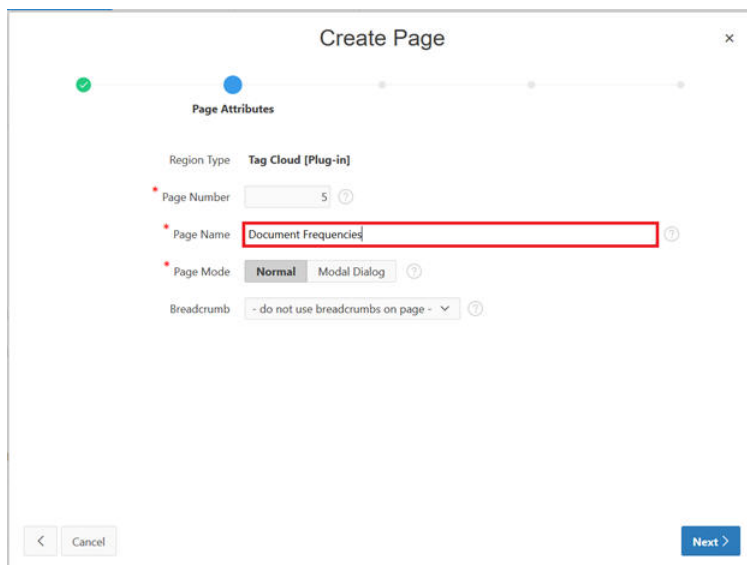 Create Page
Page Attributes
Region Type Tag Cloud [Plug-in]
* Page Number 5
* Page Name Document Frequencies
* Page Mode Normal Modal Dialog
Breadcrumb - do not use breadcrumbs on page -
Cancel Next